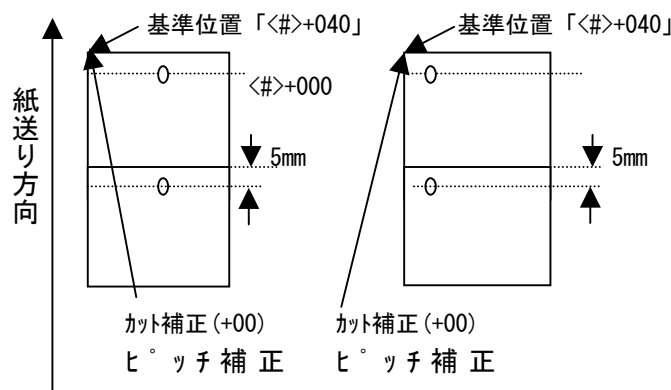 基準位置「<#>+040」
基準位置「<#>+040」
<#>+000
紙送り方向
5mm
5mm
ｶｯﾄ補正(+00)
ｶｯﾄ補正(+00)
ﾋﾟｯﾁ補正
ﾋﾟｯﾁ補正